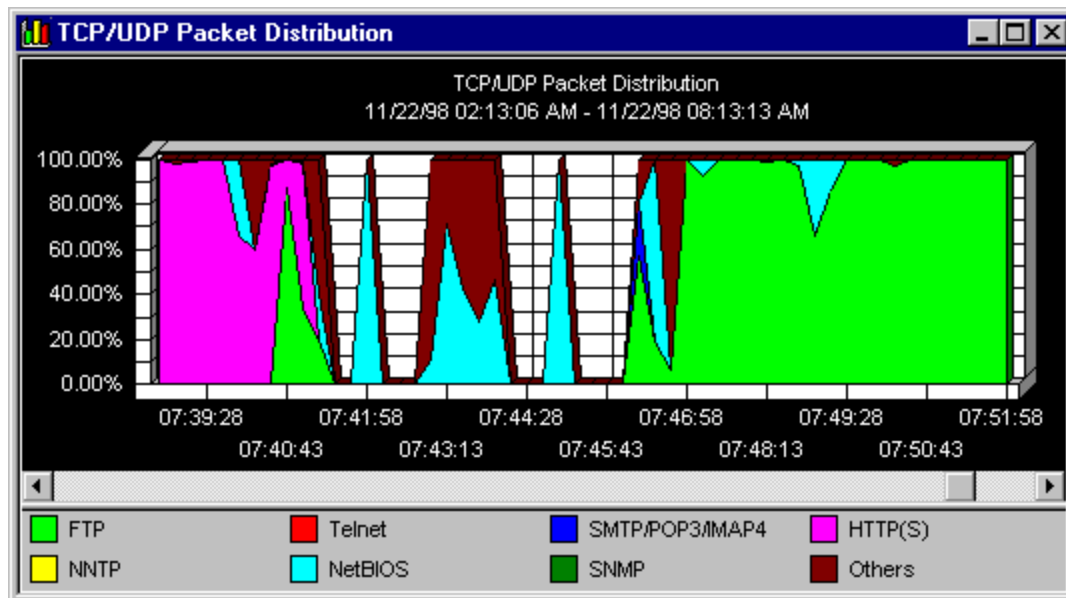 TCP/UDP Packet Distribution
TCP/UDP Packet Distribution
11/22/98 02:13:06 AM - 11/22/98 08:13:13 AM
100.00%
80.00%
60.00%
40.00%
20.00%
0.00%
07:39:28 07:41:58 07:44:28 07:46:58 07:49:28 07:51:58
07:40:43 07:43:13 07:45:43 07:48:13 07:50:43
FTP Telnet SMTP/POP3/IMAP4 HTTP(S)
NNTP NetBIOS SNMP Others